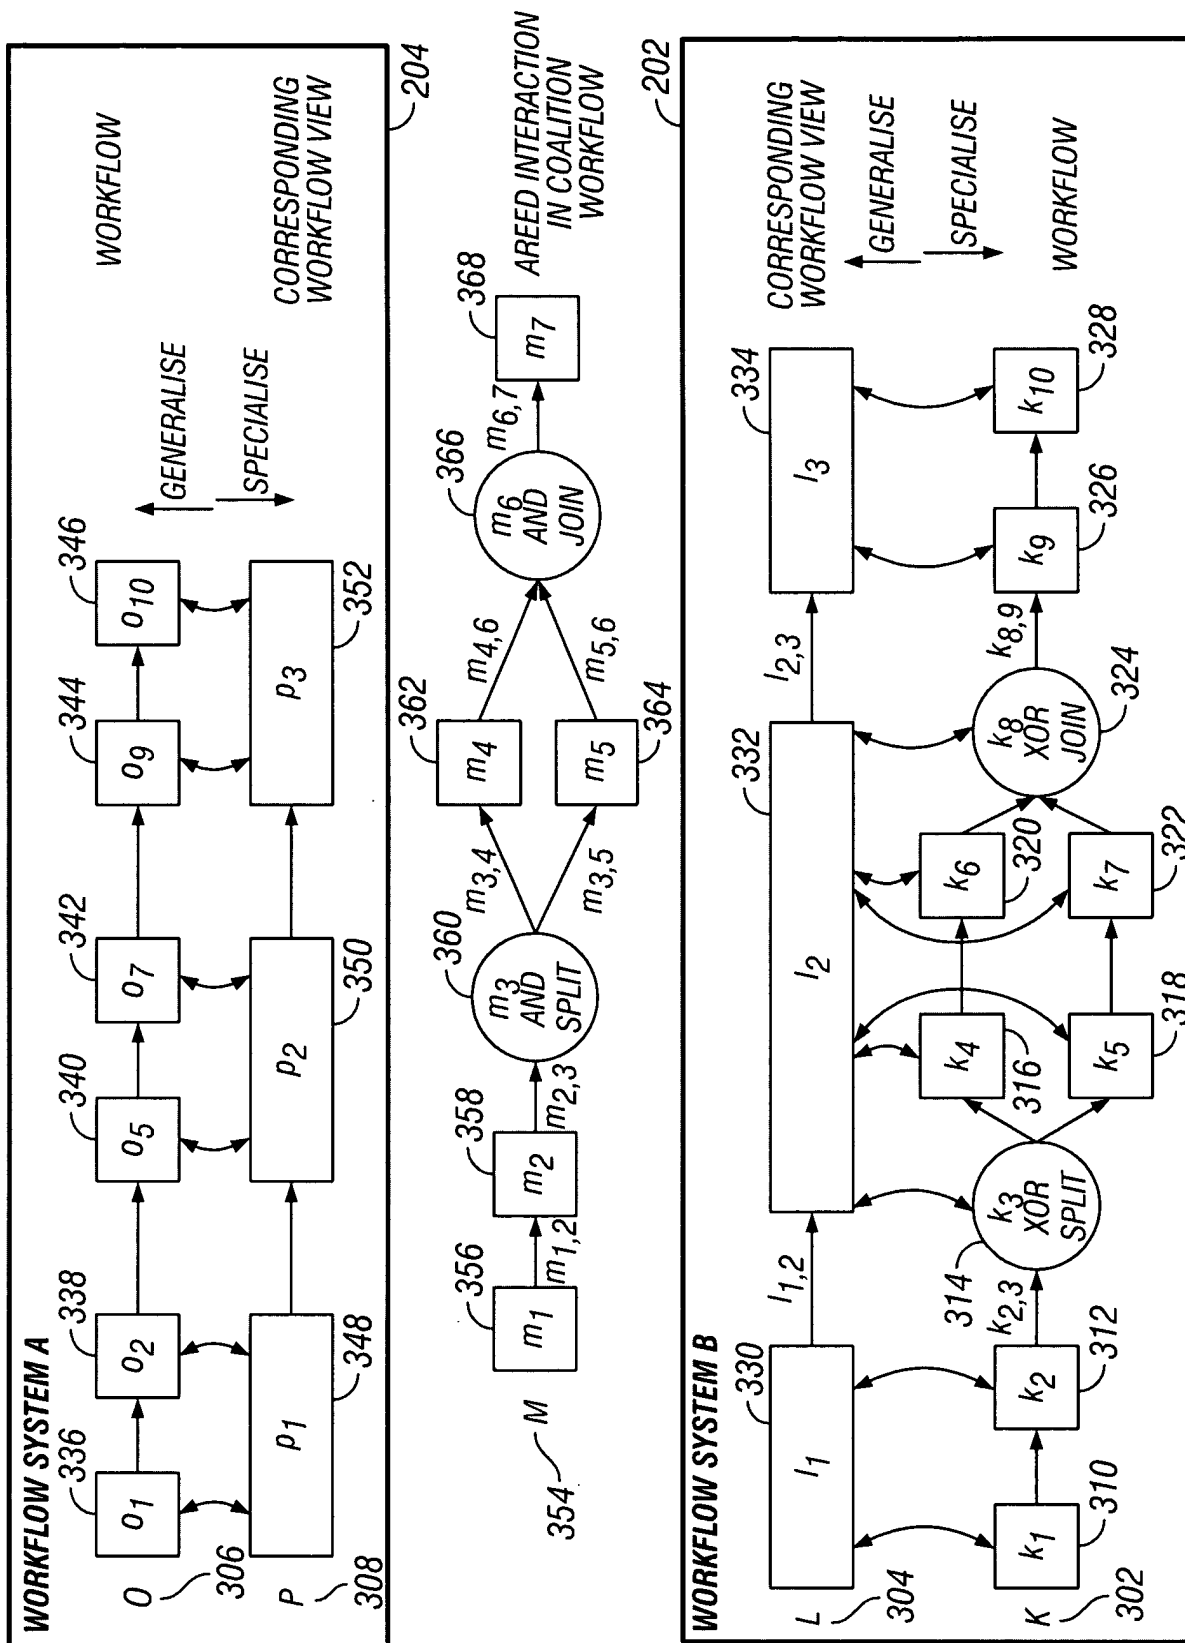 WORKFLOW SYSTEM A
WORKFLOW
GENERALISE
SPECIALISE
CORRESPONDING
WORKFLOW VIEW
204
O
306
336
o1
338
o2
340
o5
342
o7
344
o9
346
o10
P
308
p1
348
p2
350
p3
352
M
354
356
m1
m1,2
358
m2
m2,3
360
m3
AND
SPLIT
m3,4
m3,5
362
m4
m5
364
m4,6
m5,6
366
m6
AND
JOIN
m6,7
368
m7
AREED INTERACTION
IN COALITION
WORKFLOW
WORKFLOW SYSTEM B
202
CORRESPONDING
WORKFLOW VIEW
GENERALISE
SPECIALISE
WORKFLOW
L
304
330
l1
l1,2
332
l2
l2,3
334
l3
K
302
k1
310
k2
312
k2,3
314
k3
XOR
SPLIT
k4
316
k5
318
k6
320
k7
322
k8
XOR
JOIN
324
k8,9
k9
326
k10
328